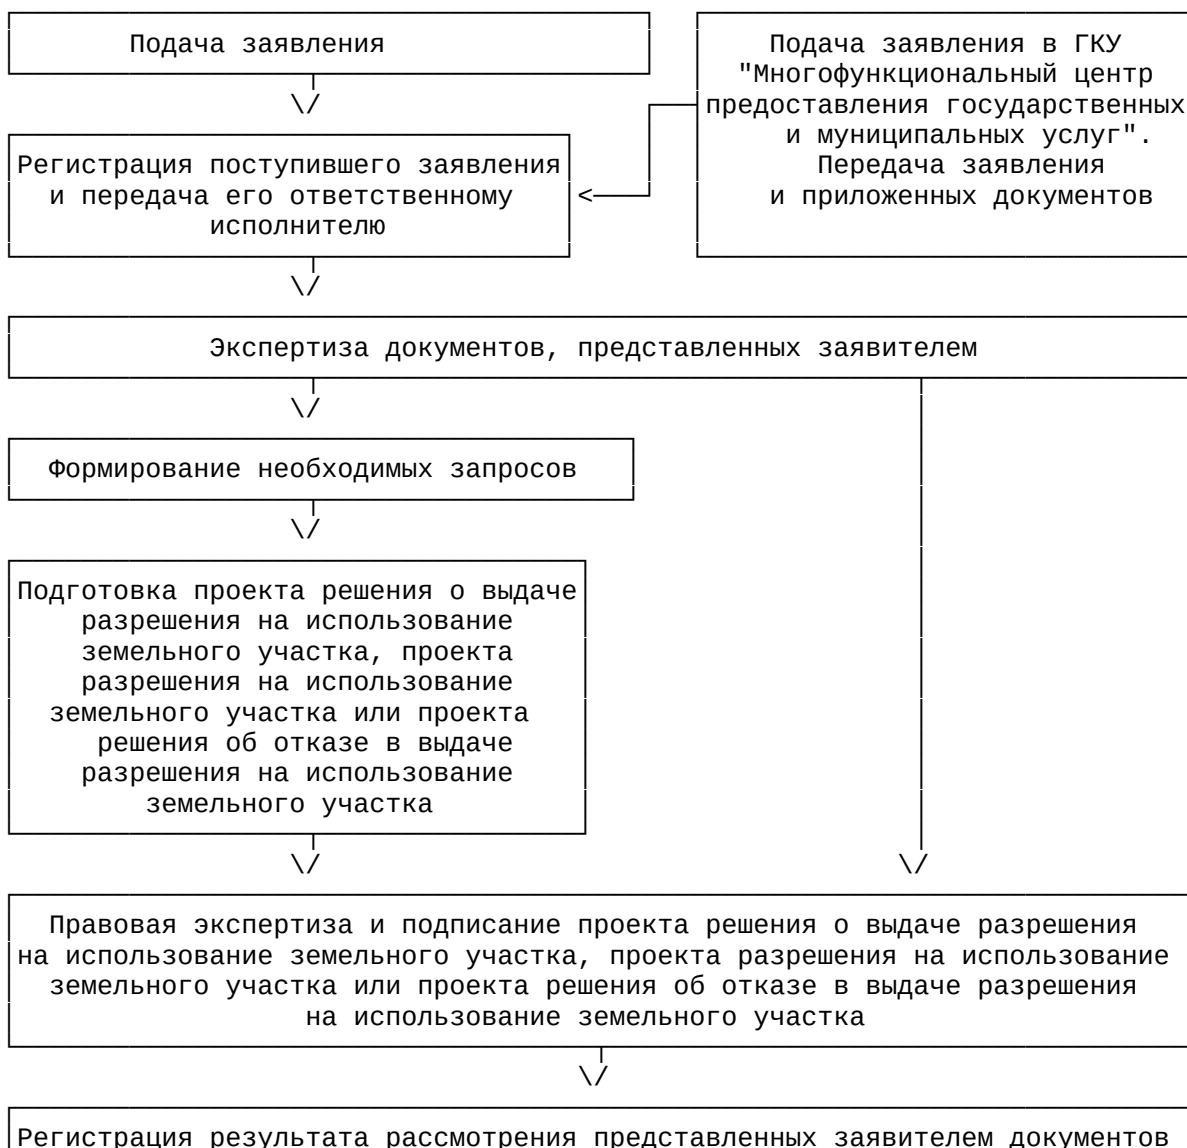 Подача заявления
Подача заявления в ГКУ
"Многофункциональный центр
предоставления государственных
и муниципальных услуг".
Передача заявления
и приложенных документов
Регистрация поступившего заявления
и передача его ответственному
исполнителю
Экспертиза документов, представленных заявителем
Формирование необходимых запросов
Подготовка проекта решения о выдаче
разрешения на использование
земельного участка, проекта
разрешения на использование
земельного участка или проекта
решения об отказе в выдаче
разрешения на использование
земельного участка
Правовая экспертиза и подписание проекта решения о выдаче разрешения
на использование земельного участка, проекта разрешения на использование
земельного участка или проекта решения об отказе в выдаче разрешения
на использование земельного участка
Регистрация результата рассмотрения представленных заявителем документов